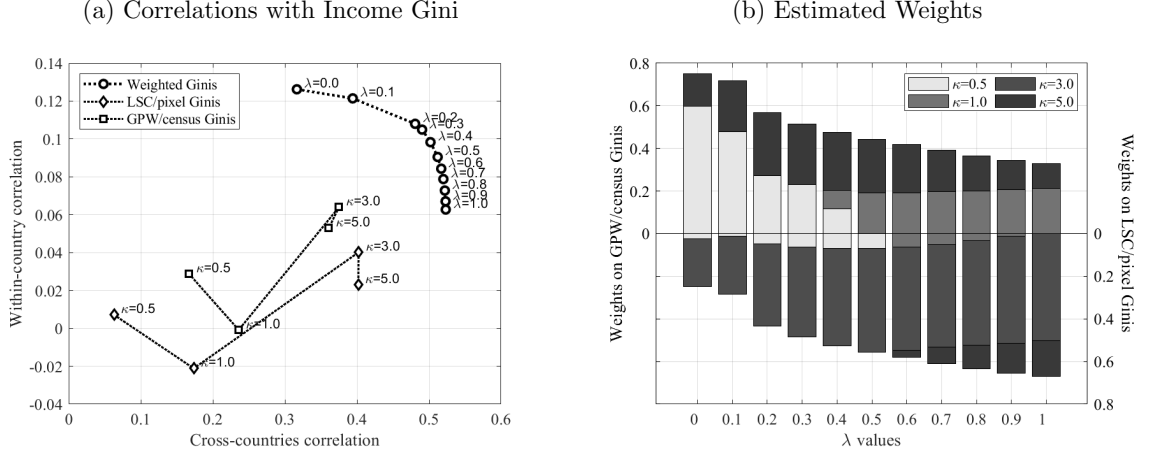 (a) Correlations with Income Gini
0.14
0.12
0.1
0.08
0.06
0.04
0.02
0
-0.02
-0.04
Within-country correlation
0
0.1
0.2
0.3
0.4
0.5
0.6
Cross-countries correlation
Weighted Ginis
LSC/pixel Ginis
GPW/census Ginis
λ=0.0
λ=0.1
λ=0.2
λ=0.3
λ=0.4
λ=0.5
λ=0.6
λ=0.7
λ=0.8
λ=0.9
λ=1.0
κ=3.0
κ=5.0
κ=0.5
κ=1.0
κ=3.0
κ=5.0
κ=0.5
κ=1.0
(b) Estimated Weights
0.8
0.6
0.4
0.2
0
Weights on GPW/census Ginis
κ=0.5
κ=3.0
κ=1.0
κ=5.0
0
0.2
0.4
0.6
0.8
Weights on LSC/pixel Ginis
0
0.1
0.2
0.3
0.4
0.5
0.6
0.7
0.8
0.9
1
λ values